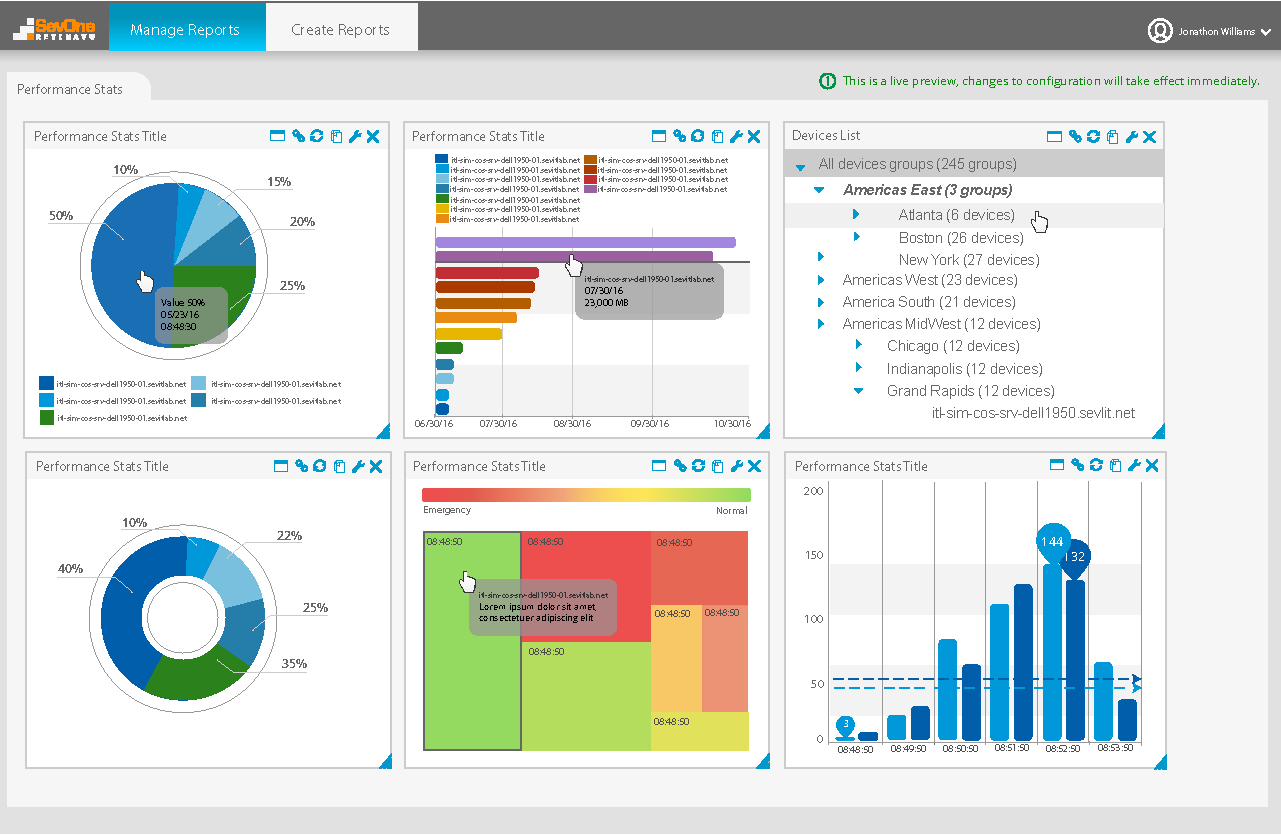 SevOne
Manage Reports
Create Reports
Jonathon Williams
Performance Stats
This is a live preview, changes to configuration will take effect immediately.
Performance Stats Title
10%
15%
50%
20%
25%
Value 50%
05/23/16
08:48:30
itl-sim-cos-srv-dell1950-01.sevitlab.net
itl-sim-cos-srv-dell1950-01.sevitlab.net
itl-sim-cos-srv-dell1950-01.sevitlab.net
itl-sim-cos-srv-dell1950-01.sevitlab.net
itl-sim-cos-srv-dell1950-01.sevitlab.net
Performance Stats Title
itl-sim-cos-srv-dell1950-01.sevitlab.net
itl-sim-cos-srv-dell1950-01.sevitlab.net
itl-sim-cos-srv-dell1950-01.sevitlab.net
itl-sim-cos-srv-dell1950-01.sevitlab.net
itl-sim-cos-srv-dell1950-01.sevitlab.net
itl-sim-cos-srv-dell1950-01.sevitlab.net
itl-sim-cos-srv-dell1950-01.sevitlab.net
itl-sim-cos-srv-dell1950-01.sevitlab.net
itl-sim-cos-srv-dell1950-01.sevitlab.net
itl-sim-cos-srv-dell1950-01.sevitlab.net
itl-sim-cos-srv-dell1950-01.sevitlab.net
itl-sim-cos-srv-dell1950-01.sevitlab.net
07/30/16
23,000 MB
06/30/16
07/30/16
08/30/16
09/30/16
10/30/16
Devices List
All devices groups (245 groups)
Americas East (3 groups)
Atlanta (6 devices)
Boston (26 devices)
New York (27 devices)
Americas West (23 devices)
America South (21 devices)
Americas MidWest (12 devices)
Chicago (12 devices)
Indianapolis (12 devices)
Grand Rapids (12 devices)
itl-sim-cos-srv-dell1950.sevlit.net
Performance Stats Title
10%
22%
40%
25%
35%
Performance Stats Title
Emergency
Normal
08:48:50
08:48:50
08:48:50
itl-sim-cos-srv-dell1950-01.sevitlab.net
Lorem ipsum dolor sit amet,
consectetuer adipiscing elit
08:48:50
08:48:50
08:48:50
08:48:50
Performance Stats Title
200
150
100
50
0
3
144
132
08:48:50
08:49:50
08:50:50
08:51:50
08:52:50
08:53:50